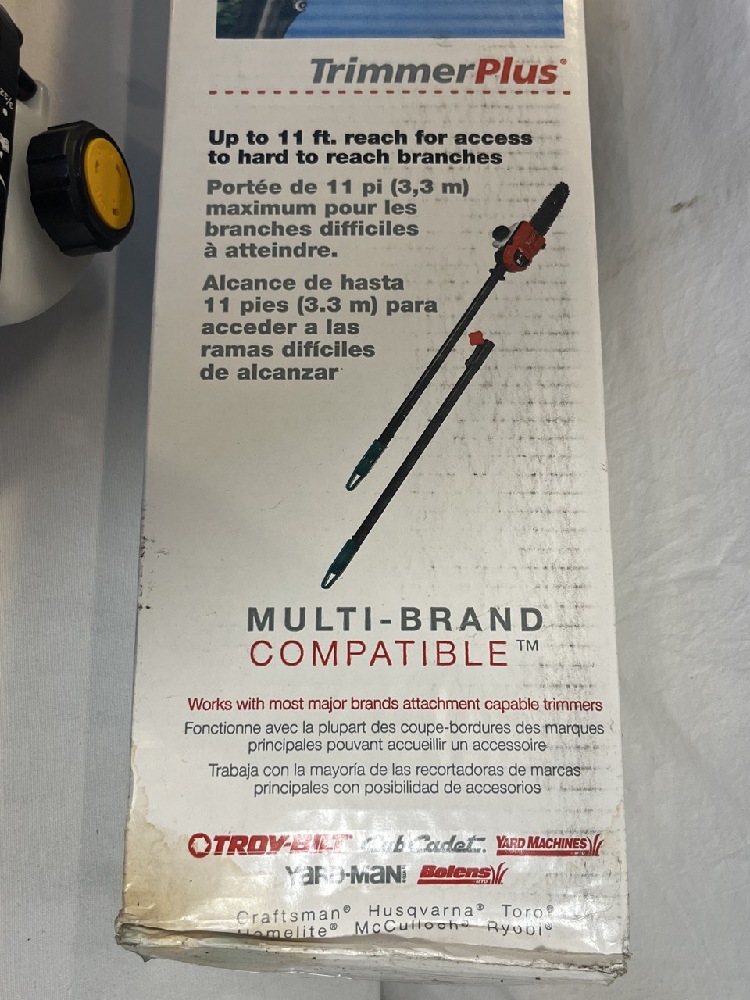 TrimmerPlus®
Up to 11 ft. reach for access
to hard to reach branches
Portée de 11 pi (3,3 m)
maximum pour les
branches difficiles
à atteindre.
Alcance de hasta
11 pies (3.3 m) para
acceder a las
ramas difíciles
de alcanzar
MULTI-BRAND
COMPATIBLE™
Works with most major brands attachment capable trimmers
Fonctionne avec la plupart des coupe-bordures des marques
principales pouvant accueillir un accessoire
Trabaja con la mayoría de las recortadoras de marcas
principales con posibilidad de accesorios
TROY-BILT Cub Cadet. YARD MACHINES
YARD-MAN Bolens
Craftsman® Husqvarna® Toro®
Homelite® McCulloch® Ryobi®